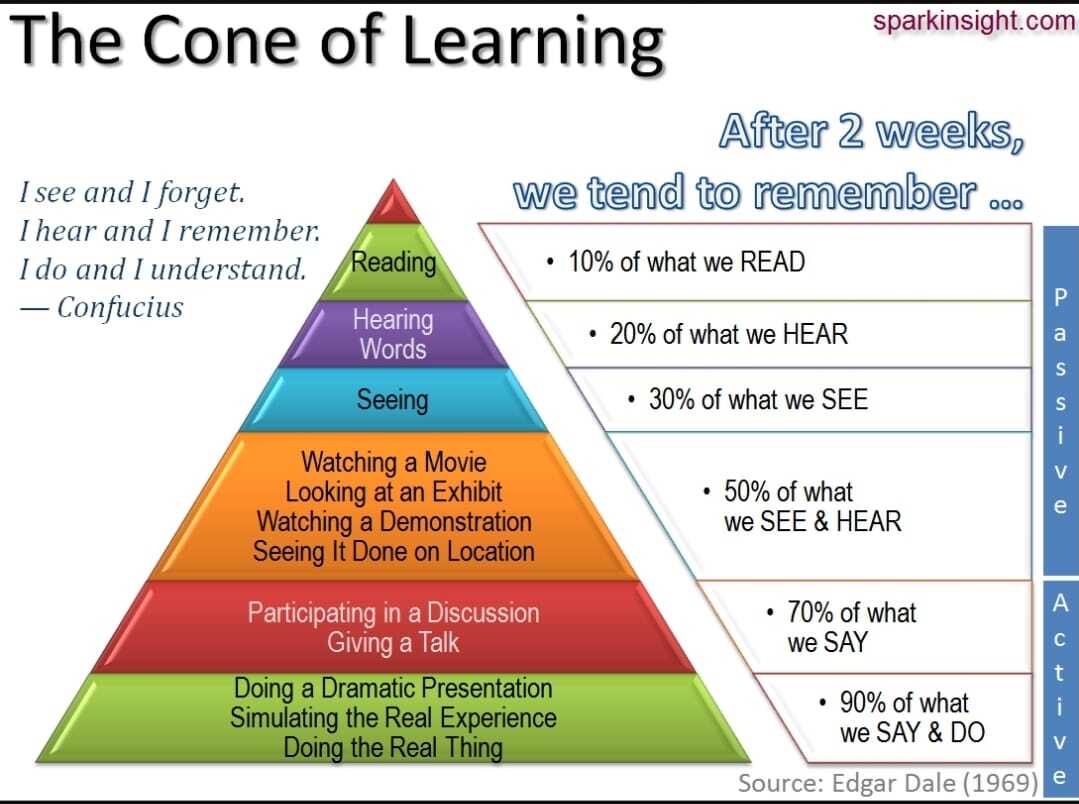 The Cone of Learning
sparkinsight.com
After 2 weeks,
we tend to remember ...
I see and I forget.
I hear and I remember.
I do and I understand.
— Confucius
Reading
• 10% of what we READ
Hearing
Words
• 20% of what we HEAR
Seeing
• 30% of what we SEE
Watching a Movie
Looking at an Exhibit
Watching a Demonstration
Seeing It Done on Location
• 50% of what
we SEE & HEAR
Participating in a Discussion
Giving a Talk
• 70% of what
we SAY
Doing a Dramatic Presentation
Simulating the Real Experience
Doing the Real Thing
• 90% of what
we SAY & DO
Passive
Active
Source: Edgar Dale (1969)